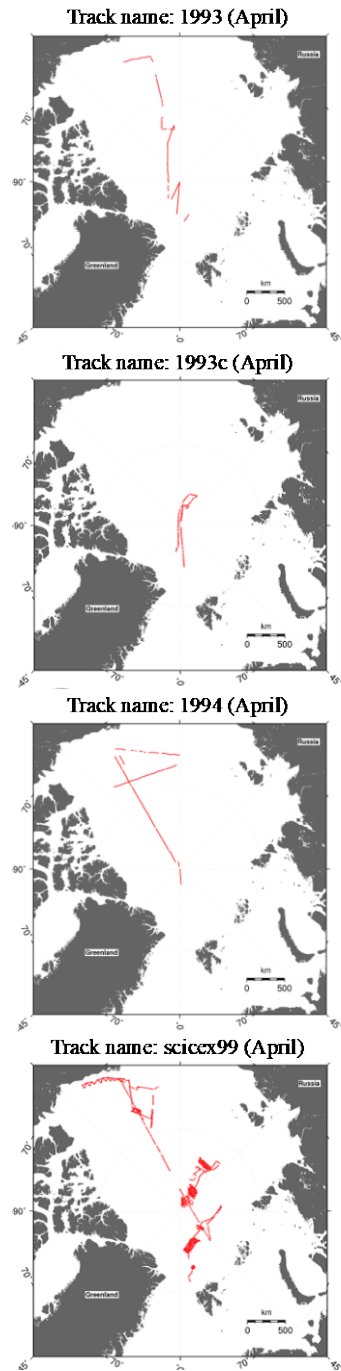 Track name: 1993 (April)
Russia
70°
-90°
Greenland
km
0 500
70°
-45°
70°
0°
70°
45°
Track name: 1993c (April)
Russia
70°
-90°
Greenland
km
0 500
70°
-45°
70°
0°
70°
45°
Track name: 1994 (April)
Russia
70°
-90°
Greenland
km
0 500
70°
-45°
70°
0°
70°
45°
Track name: scicex99 (April)
Russia
70°
-90°
Greenland
km
0 500
70°
-45°
70°
0°
70°
45°